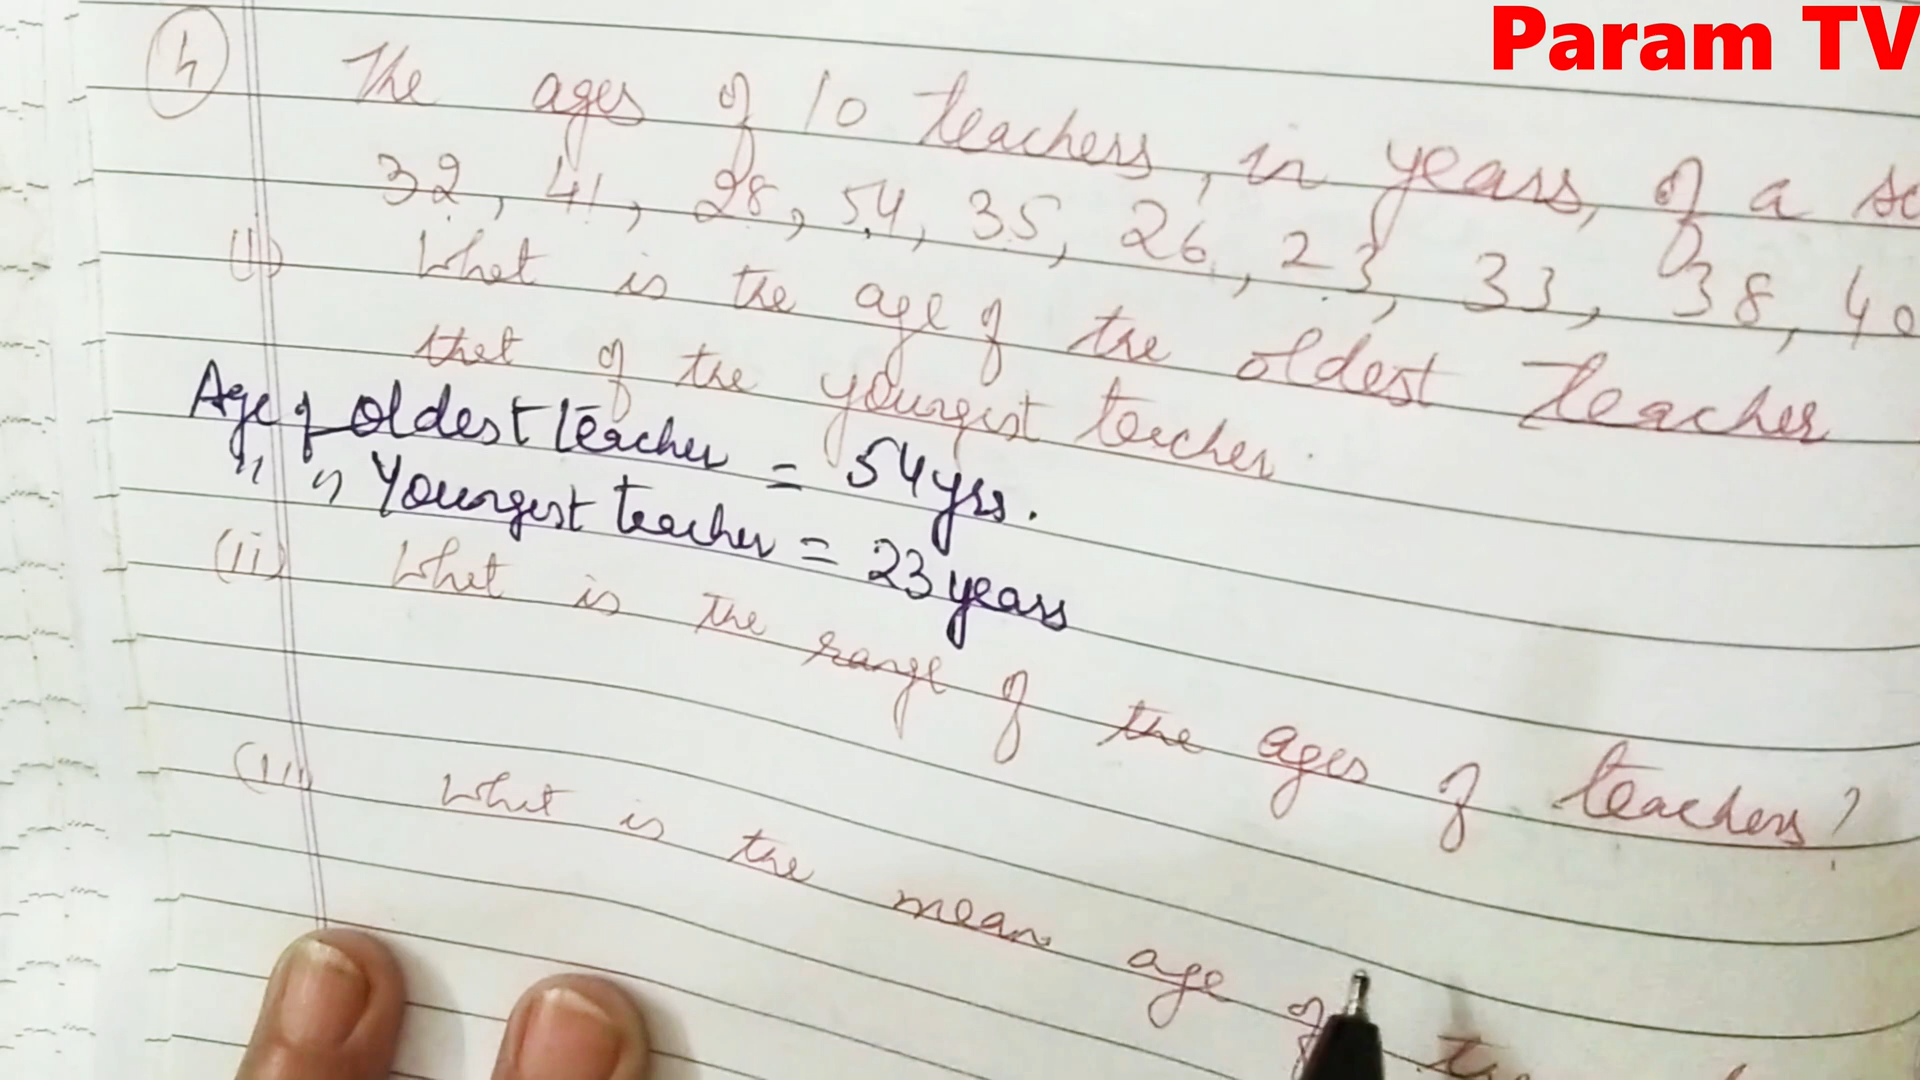 Param TV
4
The ages of 10 teachers, in years, of a
32, 41, 28, 54, 35, 26, 23, 33, 38, 40
(i) What is the age of the oldest teacher
that of the youngest teacher.
Age of oldest teacher = 54 yrs.
" " Youngest teacher = 23 years
(ii) What is the range of the ages of teachers?
(iii) What is the mean age of